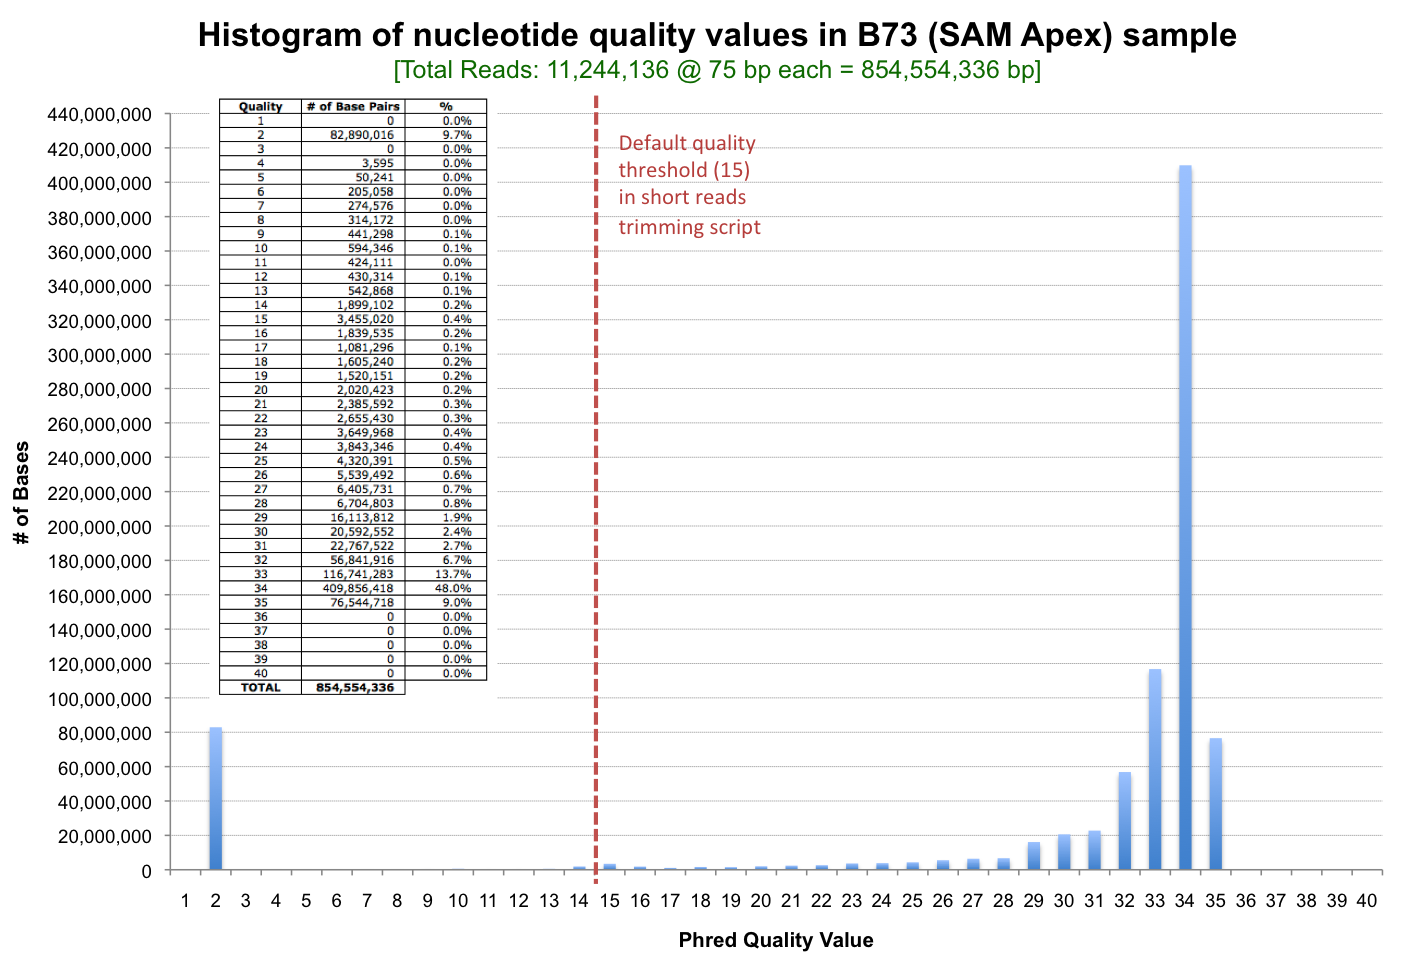 Histogram of nucleotide quality values in B73 (SAM Apex) sample
[Total Reads: 11,244,136 @ 75 bp each = 854,554,336 bp]
Quality # of Base Pairs %
1 0 0.0%
2 82,890,016 9.7%
3 0 0.0%
4 3,595 0.0%
5 50,241 0.0%
6 205,058 0.0%
7 274,576 0.0%
8 314,172 0.0%
9 441,298 0.1%
10 594,346 0.1%
11 424,111 0.0%
12 430,314 0.1%
13 542,868 0.1%
14 1,899,102 0.2%
15 3,455,020 0.4%
16 1,839,535 0.2%
17 1,081,296 0.1%
18 1,605,240 0.2%
19 1,520,151 0.2%
20 2,020,423 0.2%
21 2,385,592 0.3%
22 2,655,430 0.3%
23 3,649,968 0.4%
24 3,843,346 0.4%
25 4,320,391 0.5%
26 5,539,492 0.6%
27 6,405,731 0.7%
28 6,704,803 0.8%
29 16,113,812 1.9%
30 20,592,552 2.4%
31 22,767,522 2.7%
32 56,841,916 6.7%
33 116,741,283 13.7%
34 409,856,418 48.0%
35 76,544,718 9.0%
36 0 0.0%
37 0 0.0%
38 0 0.0%
39 0 0.0%
40 0 0.0%
TOTAL 854,554,336
Default quality
threshold (15)
in short reads
trimming script
# of Bases
440,000,000
420,000,000
400,000,000
380,000,000
360,000,000
340,000,000
320,000,000
300,000,000
280,000,000
260,000,000
240,000,000
220,000,000
200,000,000
180,000,000
160,000,000
140,000,000
120,000,000
100,000,000
80,000,000
60,000,000
40,000,000
20,000,000
0
1 2 3 4 5 6 7 8 9 10 11 12 13 14 15 16 17 18 19 20 21 22 23 24 25 26 27 28 29 30 31 32 33 34 35 36 37 38 39 40
Phred Quality Value